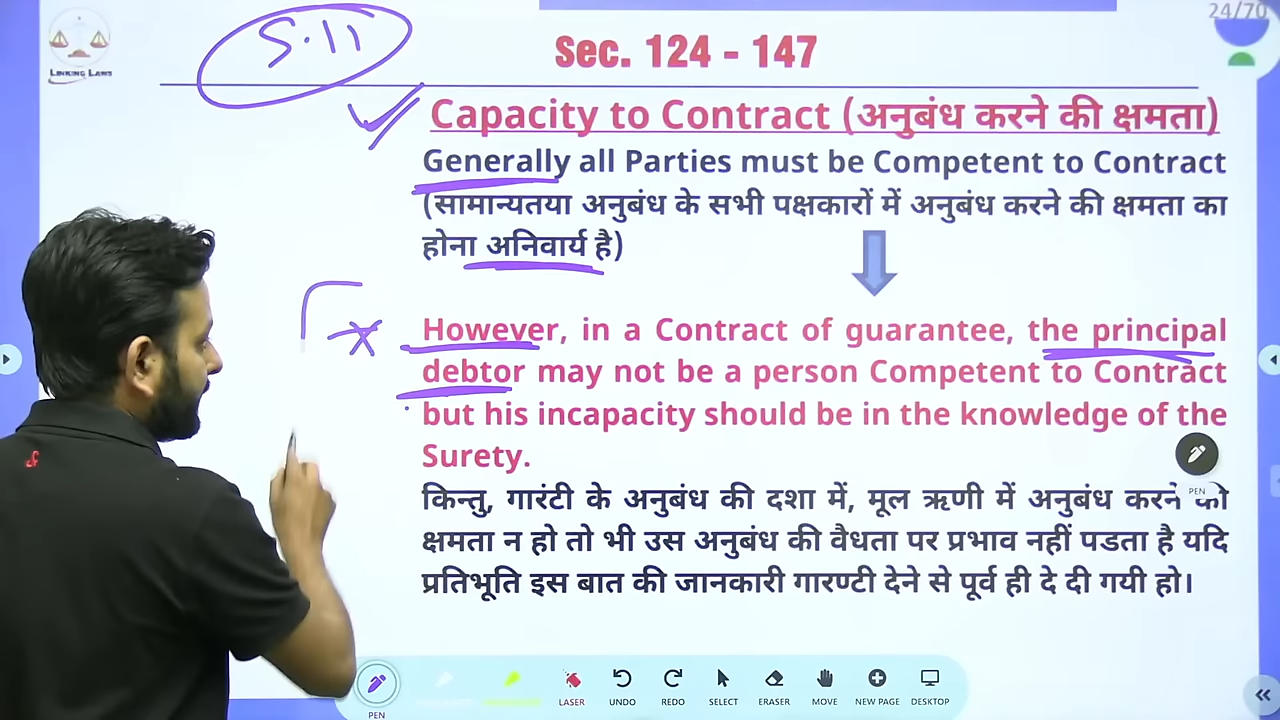 24/70
S.11
Sec. 124 - 147
LINKING LAWS
Capacity to Contract (अनुबंध करने की क्षमता)
Generally all Parties must be Competent to Contract
(सामान्यतया अनुबंध के सभी पक्षकारों में अनुबंध करने की क्षमता का
होना अनिवार्य है)
However, in a Contract of guarantee, the principal
debtor may not be a person Competent to Contract
but his incapacity should be in the knowledge of the
Surety.
किन्तु, गारंटी के अनुबंध की दशा में, मूल ऋणी में अनुबंध करने की
क्षमता न हो तो भी उस अनुबंध की वैधता पर प्रभाव नहीं पडता है यदि
प्रतिभूति इस बात की जानकारी गारण्टी देने से पूर्व ही दे दी गयी हो।
PEN
PEN
LASER
UNDO
REDO
SELECT
ERASER
MOVE
NEW PAGE
DESKTOP